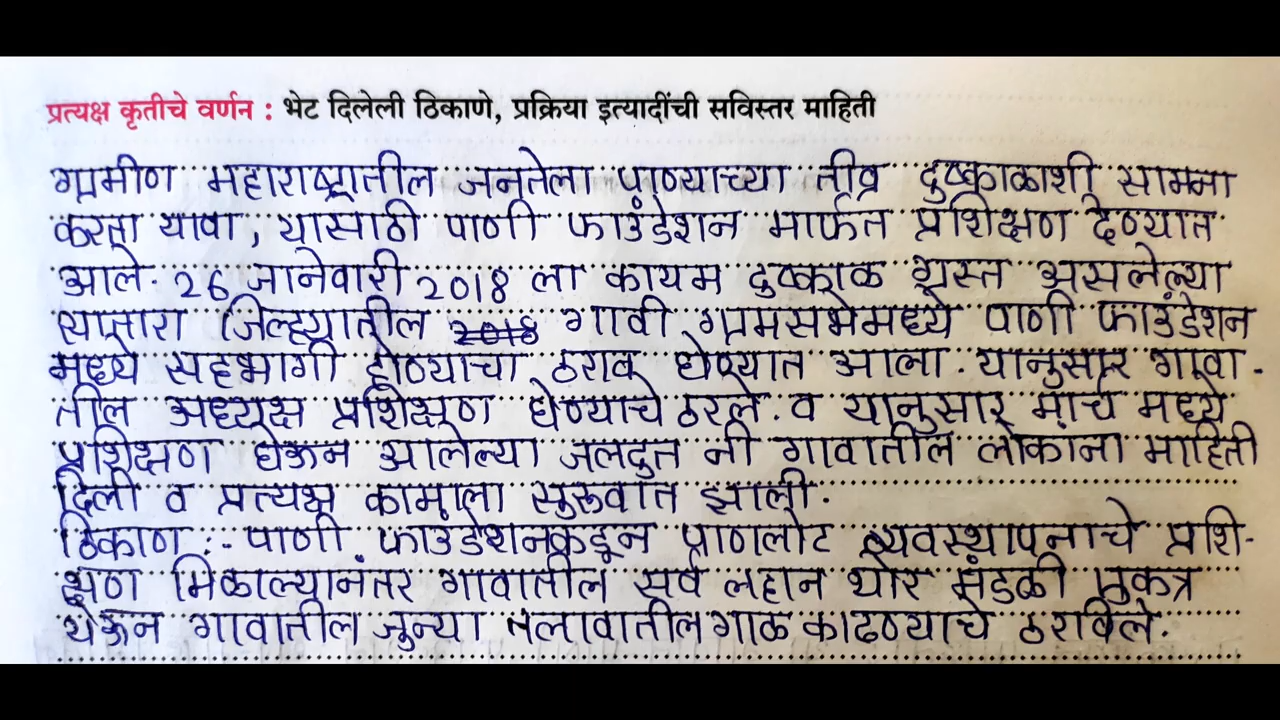 प्रत्यक्ष कृतीचे वर्णन : भेट दिलेली ठिकाणे, प्रक्रिया इत्यादींची सविस्तर माहिती
ग्रामीण महाराष्ट्रातील जनतेला पाण्याच्या तीव्र दुष्काळाशी सामना
करता यावा, यासाठी पाणी फाउंडेशन मार्फत प्रशिक्षण देण्यात
आले. 26 जानेवारी 2018 ला कायम दुष्काळ ग्रस्त असलेल्या
सातारा जिल्ह्यातील 2018 गावी ग्रामसभेमध्ये पाणी फाउंडेशन
मध्ये सहभागी होण्याचा ठराव घेण्यात आला. यानुसार गावा-
तील अध्यक्ष प्रशिक्षण घेण्याचे ठरले. व यानुसार मार्च मध्ये
प्रशिक्षण घेऊन आलेल्या जलदुत नी गावातील लोकांना माहिती
दिली व प्रत्यक्ष कामाला सुरूवात झाली.
ठिकाण :- पाणी फाउंडेशनकडून पाणलोट व्यवस्थापनाचे प्रशि-
क्षण मिळाल्यानंतर गावातील सर्व लहान थोर मंडळी एकत्र
येऊन गावातील जुन्या तलावातील गाळ काढण्याचे ठरविले.